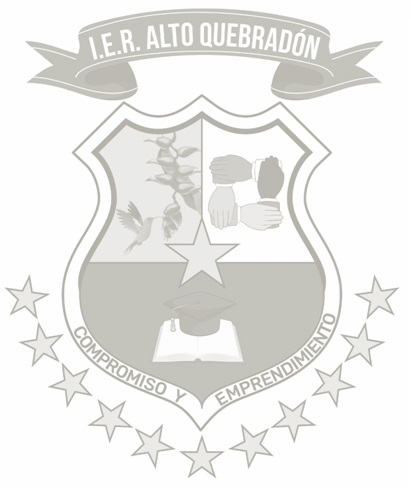 I.E.R. ALTO QUEBRADÓN
COMPROMISO Y EMPRENDIMIENTO